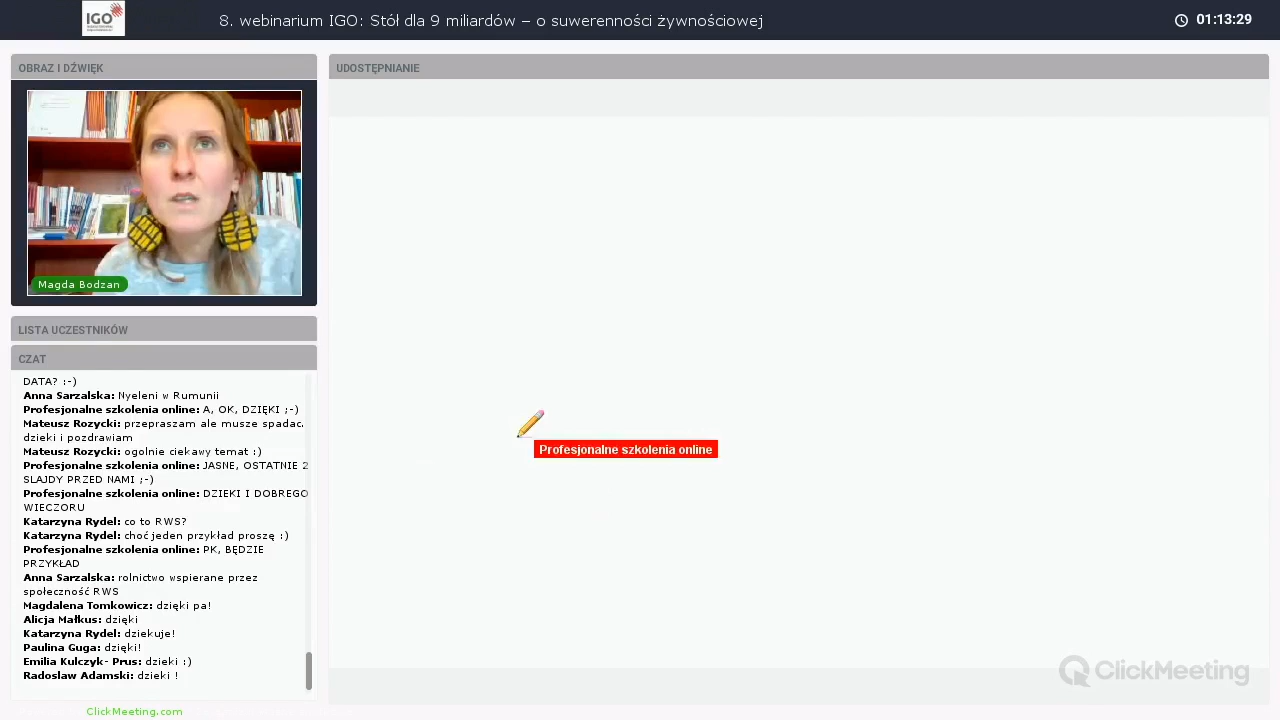 IGO
8. webinarium IGO: Stół dla 9 miliardów – o suwerenności żywnościowej
01:13:29
OBRAZ I DŹWIĘK
Magda Bodzan
LISTA UCZESTNIKÓW
CZAT
DATA? :-)
Anna Sarzalska: Nyeleni w Rumunii
Profesjonalne szkolenia online: A, OK, DZIĘKI ;-)
Mateusz Rozycki: przepraszam ale musze spadac.
dzieki i pozdrawiam
Mateusz Rozycki: ogolnie ciekawy temat :)
Profesjonalne szkolenia online: JASNE, OSTATNIE 2
SLAJDY PRZED NAMI ;-)
Profesjonalne szkolenia online: DZIEKI I DOBREGO
WIECZORU
Katarzyna Rydel: co to RWS?
Katarzyna Rydel: choć jeden przykład proszę :)
Profesjonalne szkolenia online: PK, BĘDZIE
PRZYKŁAD
Anna Sarzalska: rolnictwo wspierane przez
społeczność RWS
Magdalena Tomkowicz: dzięki pa!
Alicja Małkus: dzięki
Katarzyna Rydel: dziekuje!
Paulina Guga: dzięki!
Emilia Kulczyk- Prus: dzieki :)
Radoslaw Adamski: dzieki !
ClickMeeting.com
UDOSTĘPNIANIE
Profesjonalne szkolenia online
ClickMeeting